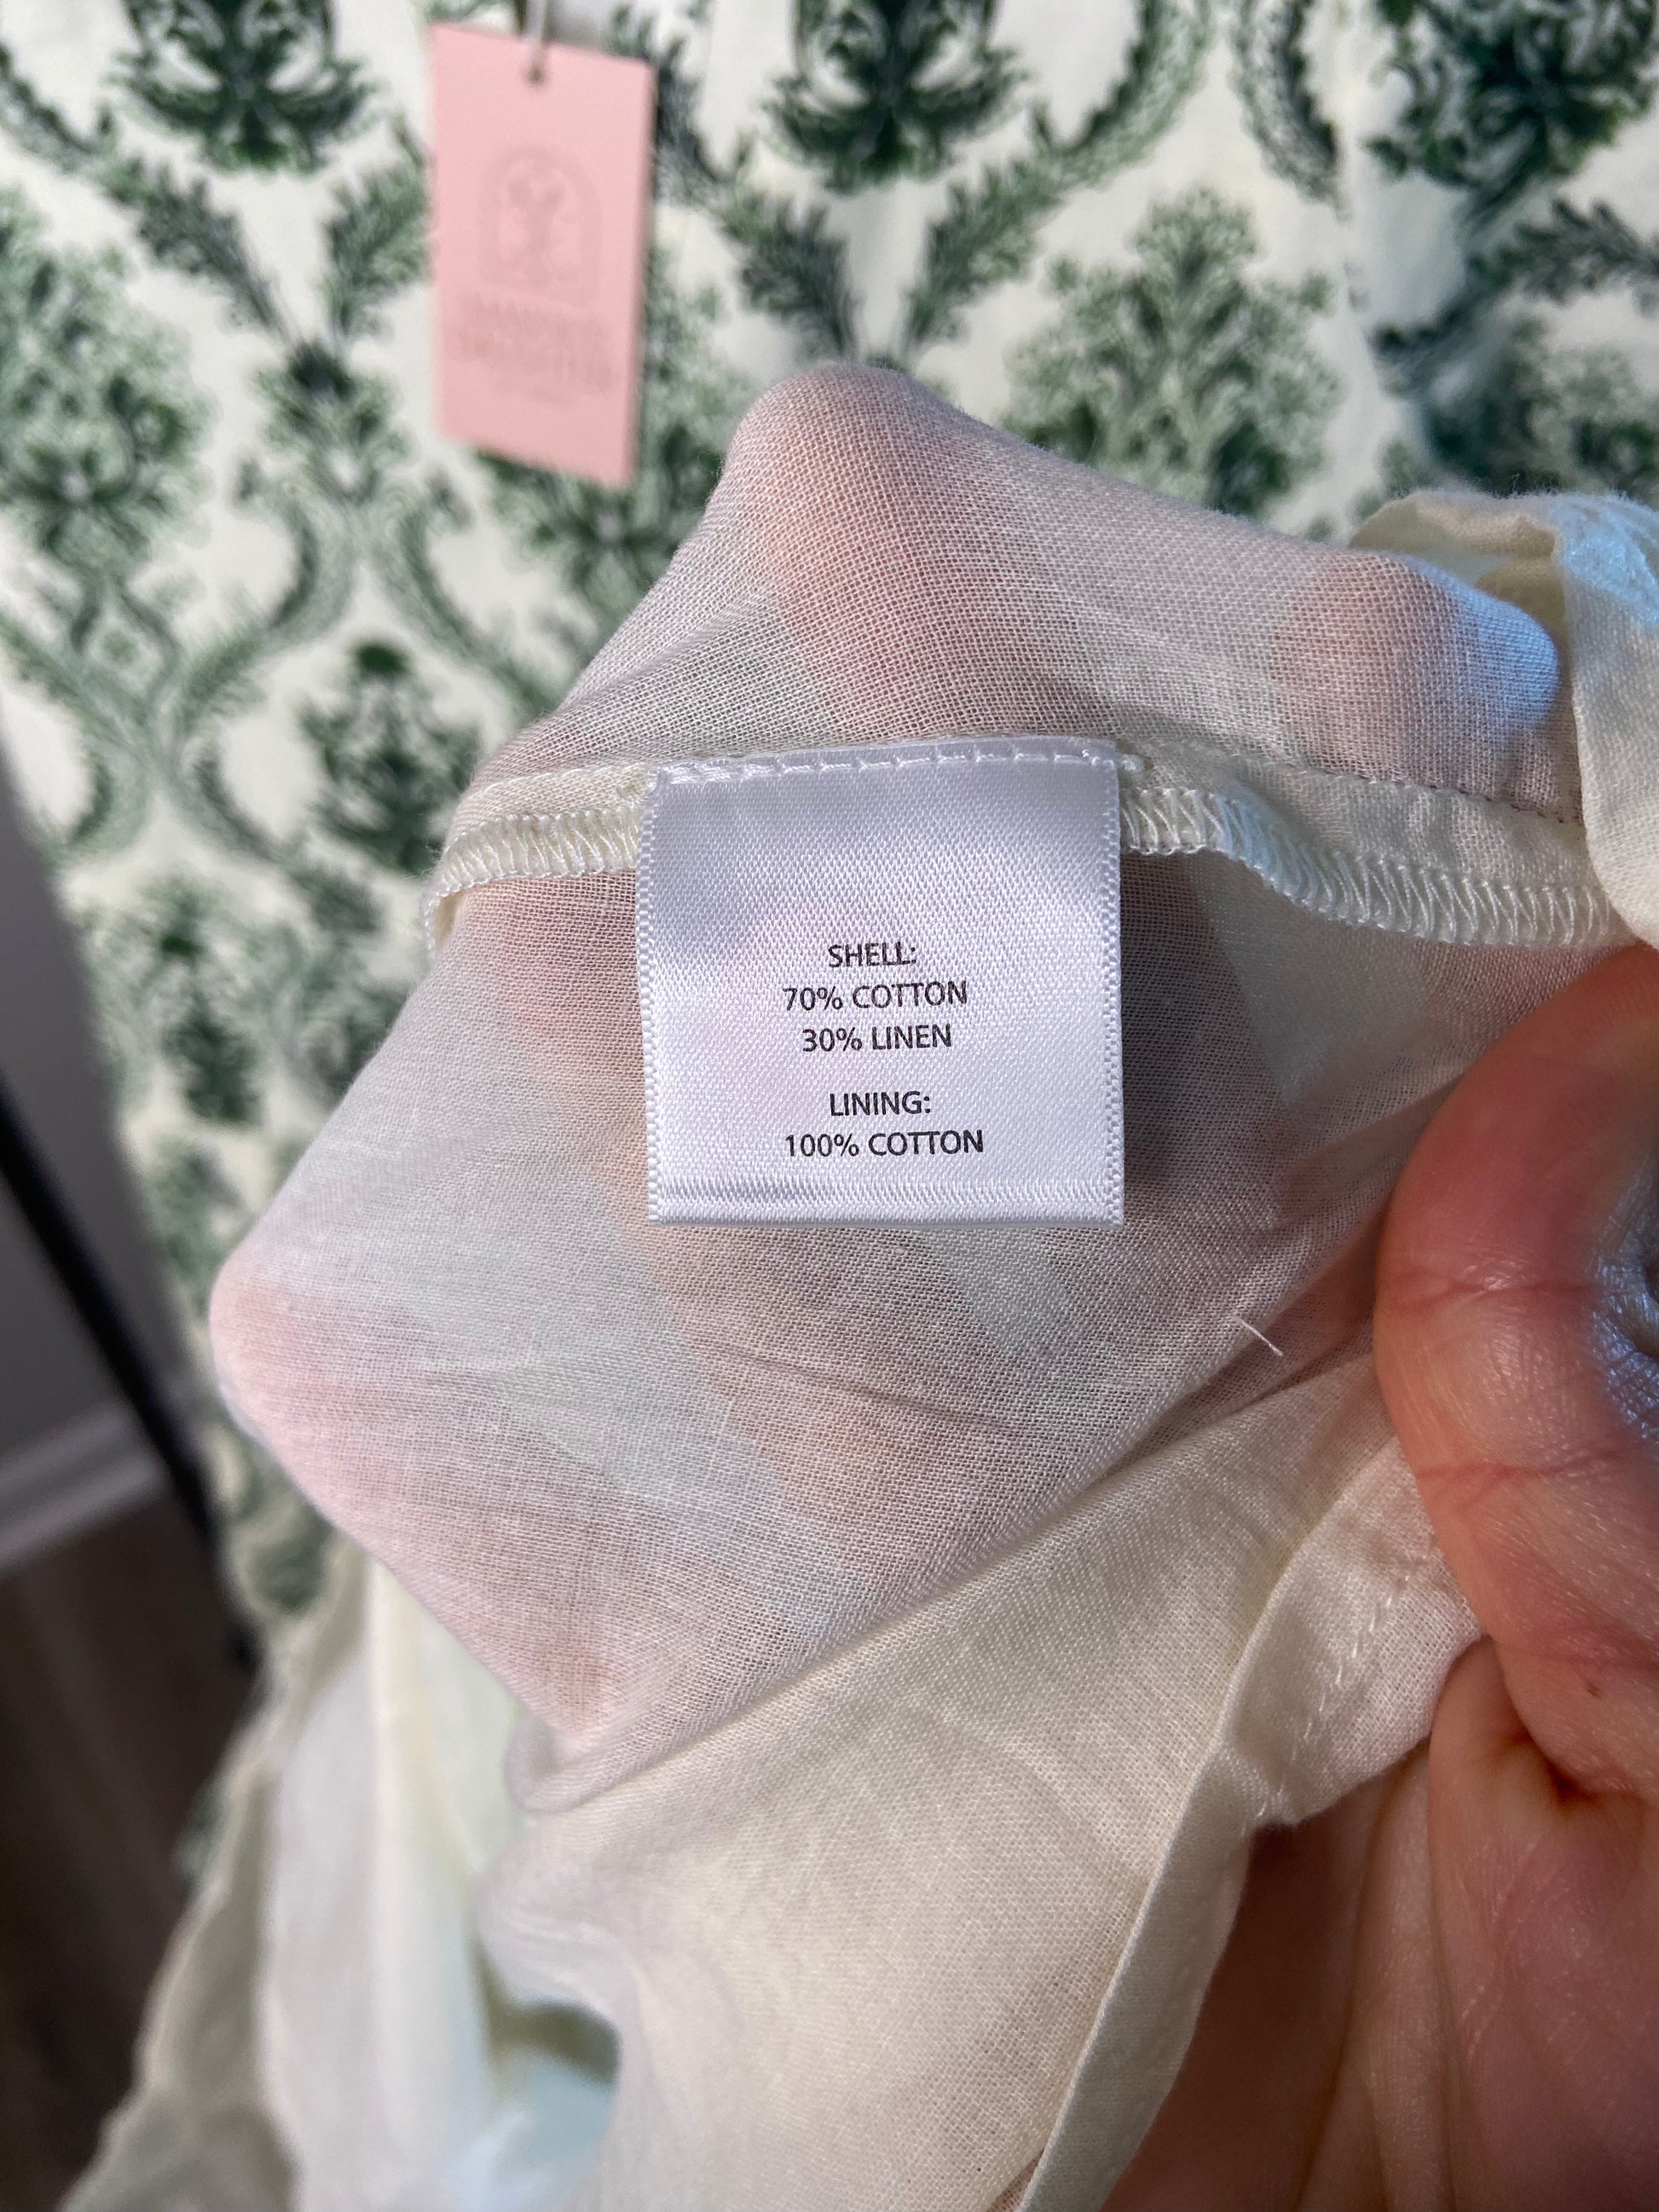 SHELL:
70% COTTON
30% LINEN
LINING:
100% COTTON